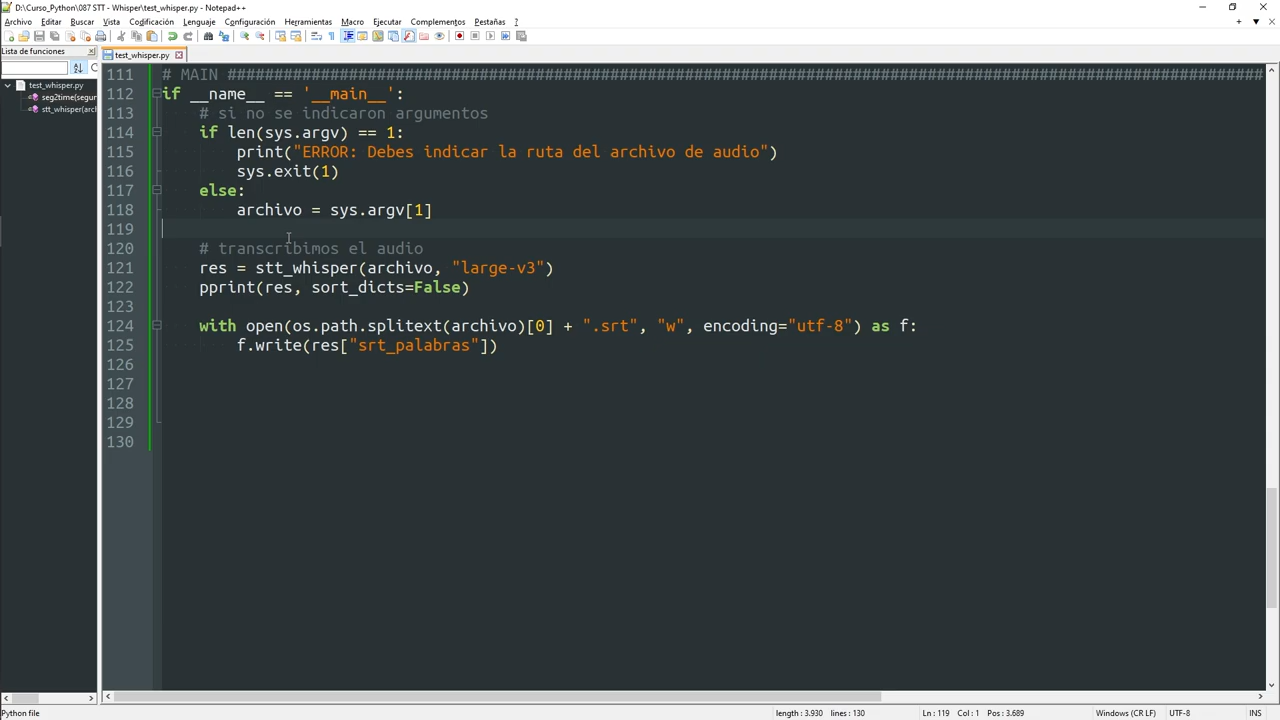 D:\Curso_Python\087 STT - Whisper\test_whisper.py - Notepad++
Archivo Editar Buscar Vista Codificación Lenguaje Configuración Herramientas Macro Ejecutar Complementos Pestañas ?
Lista de funciones
test_whisper.py
test_whisper.py
seg2time(segur
stt_whisper(arc
111 # MAIN ###############################################################################################################
112 if __name__ == '__main__':
113 # si no se indicaron argumentos
114 if len(sys.argv) == 1:
115 print("ERROR: Debes indicar la ruta del archivo de audio")
116 sys.exit(1)
117 else:
118 archivo = sys.argv[1]
119
120 # transcribimos el audio
121 res = stt_whisper(archivo, "large-v3")
122 pprint(res, sort_dicts=False)
123
124 with open(os.path.splitext(archivo)[0] + ".srt", "w", encoding="utf-8") as f:
125 f.write(res["srt_palabras"])
126
127
128
129
130
Python file length : 3.930 lines : 130 Ln : 119 Col : 1 Pos : 3.689 Windows (CR LF) UTF-8 INS